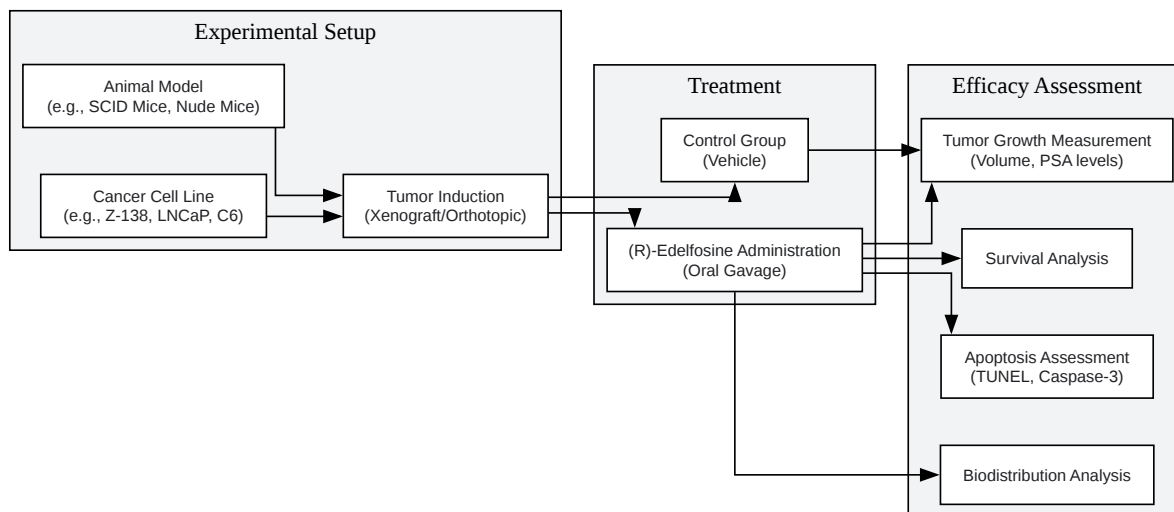 Experimental Setup
Animal Model
(e.g., SCID Mice, Nude Mice)
Cancer Cell Line
(e.g., Z-138, LNCaP, C6)
Tumor Induction
(Xenograft/Orthotopic)
Treatment
Control Group
(Vehicle)
(R)-Edelfosine Administration
(Oral Gavage)
Efficacy Assessment
Tumor Growth Measurement
(Volume, PSA levels)
Survival Analysis
Apoptosis Assessment
(TUNEL, Caspase-3)
Biodistribution Analysis